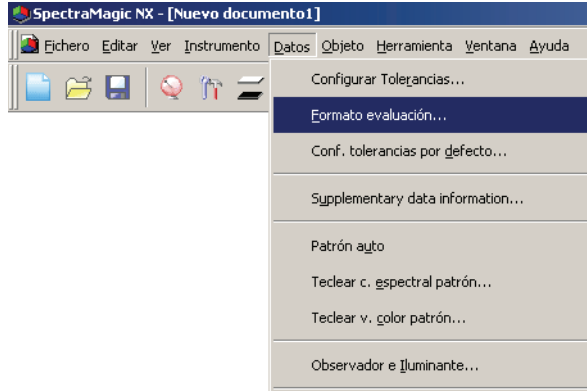 SpectraMagic NX - [Nuevo documento1]
Fichero Editar Ver Instrumento Datos Objeto Herramienta Ventana Ayuda
Configurar Tolerancias...
Formato evaluación...
Conf. tolerancias por defecto...
Supplementary data information...
Patrón auto
Teclear c. espectral patrón...
Teclear v. color patrón...
Observador e Iluminante...